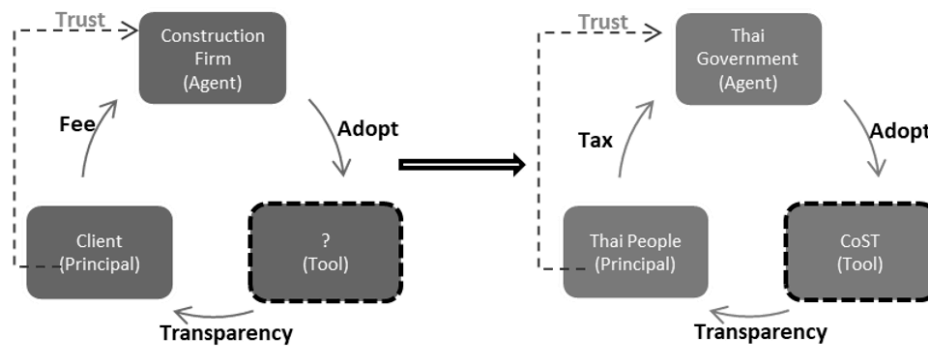 Trust
Construction
Firm
(Agent)
Fee
Adopt
Client
(Principal)
?
(Tool)
Transparency
Trust
Thai
Government
(Agent)
Tax
Adopt
Thai People
(Principal)
CoST
(Tool)
Transparency